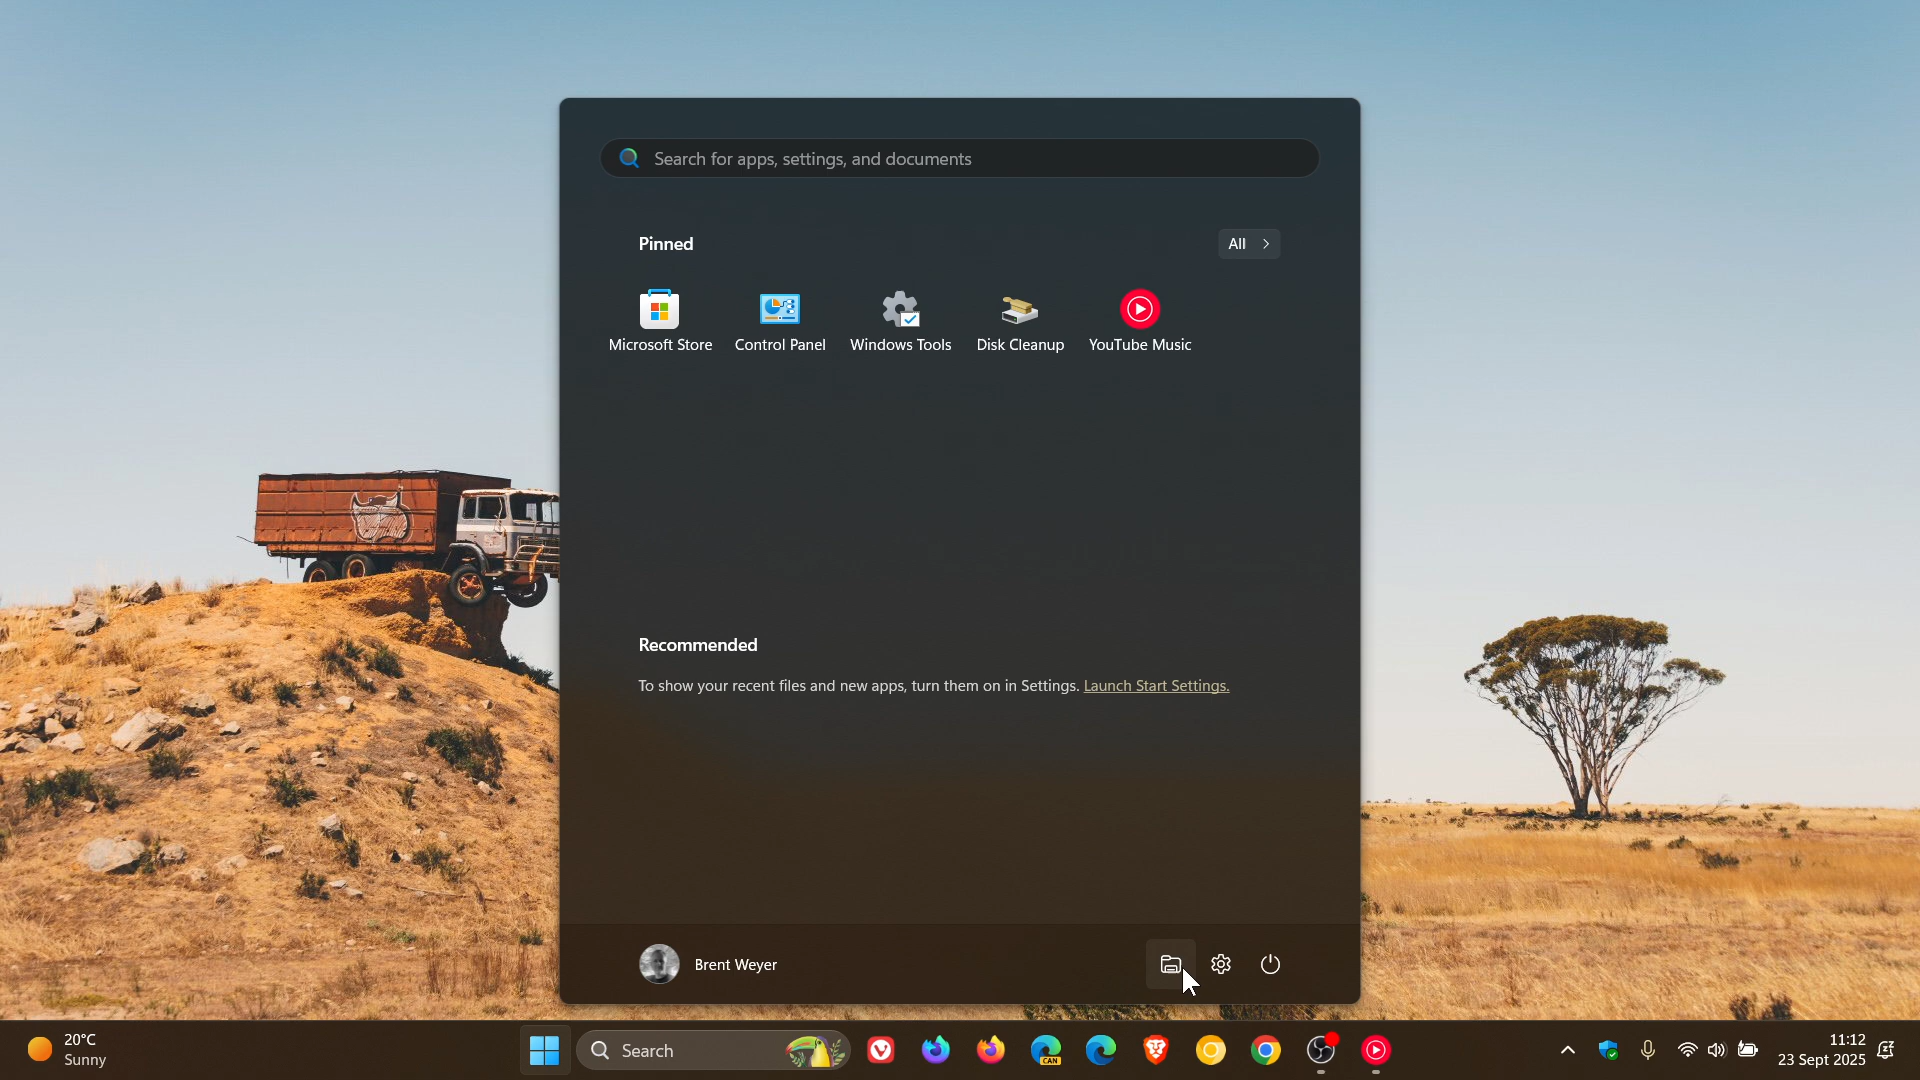 Search for apps, settings, and documents
Pinned
All
Microsoft Store
Control Panel
Windows Tools
Disk Cleanup
YouTube Music
Recommended
To show your recent files and new apps, turn them on in Settings. Launch Start Settings.
Brent Weyer
20°C
Sunny
Search
CAN
11:12
23 Sept 2025